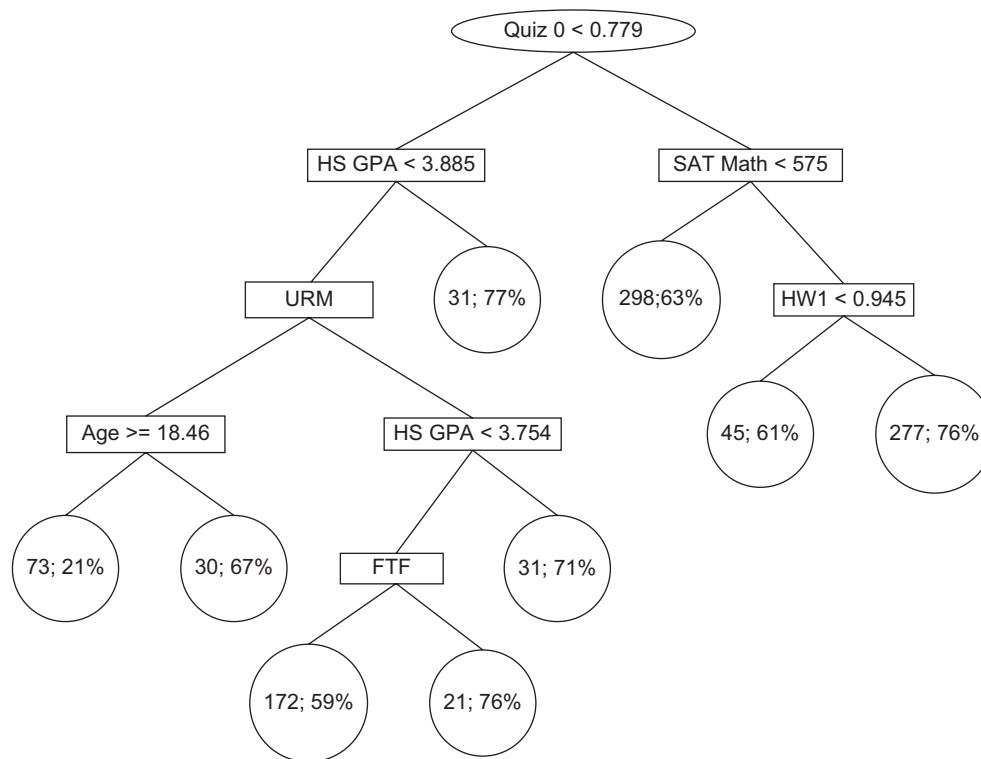 Quiz 0 < 0.779
HS GPA < 3.885
SAT Math < 575
URM
31; 77%
298;63%
HW1 < 0.945
Age >= 18.46
HS GPA < 3.754
45; 61%
277; 76%
73; 21%
30; 67%
FTF
31; 71%
172; 59%
21; 76%